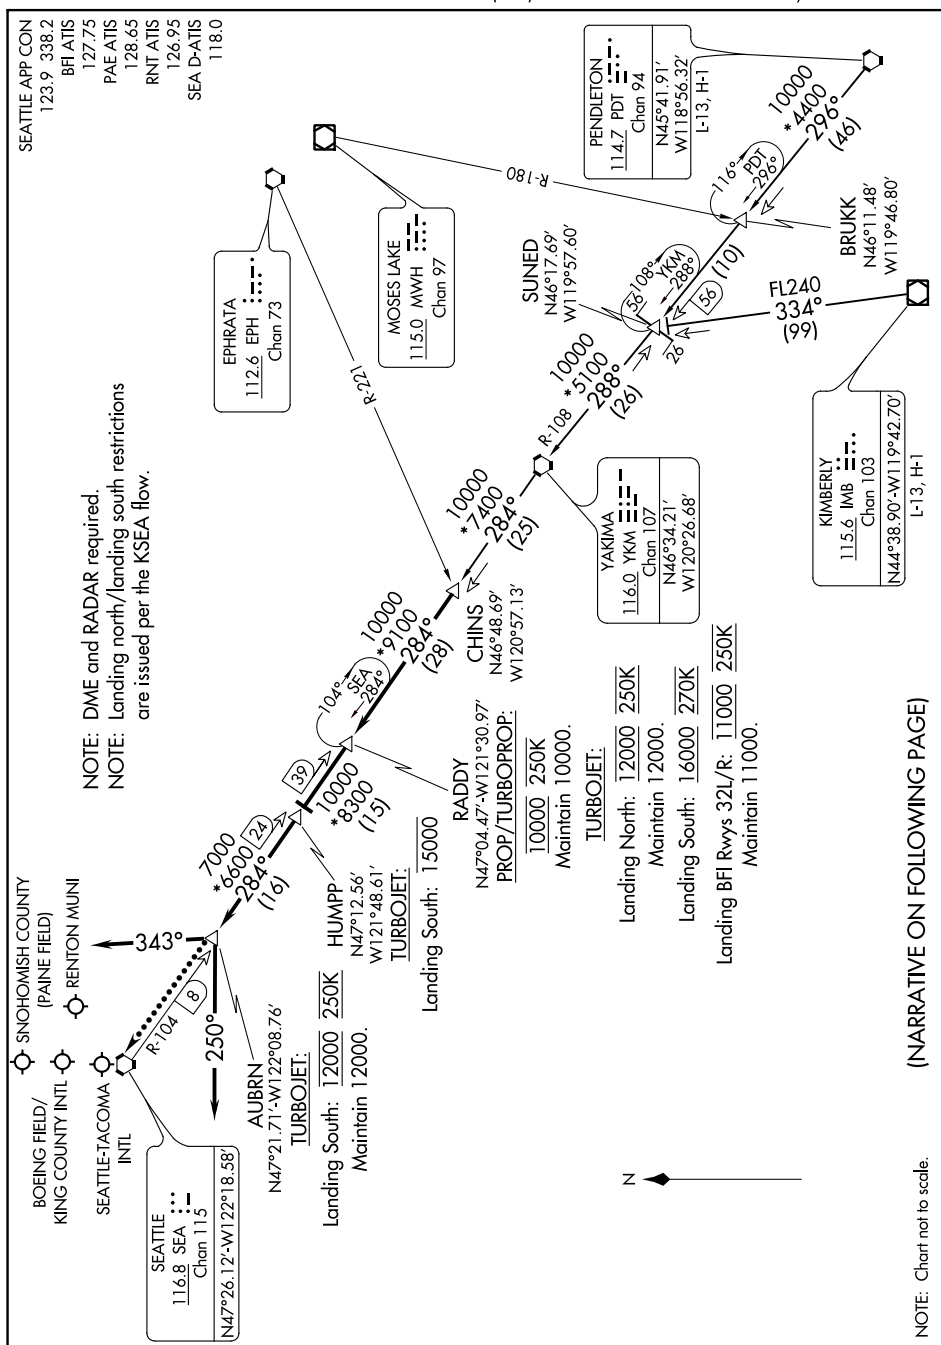 SEATTLE APP CON
123.9 338.2
BFI ATIS
127.75
PAE ATIS
128.65
RNT ATIS
126.95
SEA D-ATIS
118.0
NOTE: DME and RADAR required.
NOTE: Landing north/landing south restrictions
are issued per the KSEA flow.
BOEING FIELD/
KING COUNTY INTL
SNOHOMISH COUNTY
(PAINE FIELD)
RENTON MUNI
SEATTLE-TACOMA
INTL
SEATTLE
116.8 SEA
Chan 115
N47°26.12'-W122°18.58'
R-104
8
343°
250°
AUBRN
N47°21.71'-W122°08.76'
TURBOJET:
Landing South: 12000 250K
Maintain 12000.
7000
*6600
284°
(16)
24
HUMPP
N47°12.56'
W121°48.61'
TURBOJET:
Landing South: 15000
39
10000
*8300
(15)
104°
SEA
284°
RADDY
N47°04.47'-W121°30.97'
PROP/TURBOPROP:
10000 250K
Maintain 10000.
TURBOJET:
Landing North: 12000 250K
Maintain 12000.
Landing South: 16000 270K
Landing BFI Rwys 32L/R: 11000 250K
Maintain 11000.
10000
*9100
284°
(28)
CHINS
N46°48.69'
W120°57.13'
EPHRATA
112.6 EPH
Chan 73
R-221
10000
*7400
284°
(25)
MOSES LAKE
115.0 MWH
Chan 97
R-180
YAKIMA
116.0 YKM
Chan 107
N46°34.21'
W120°26.68'
R-108
10000
*5100
288°
(26)
SUNED
N46°17.69'
W119°57.60'
56
108°
YKM
288°
56
26
(10)
FL240
334°
(99)
KIMBERLY
115.6 IMB
Chan 103
N44°38.90'-W119°42.70'
L-13, H-1
BRUKK
N46°11.48'
W119°46.80'
116°
PDT
296°
10000
*4400
296°
(46)
PENDLETON
114.7 PDT
Chan 94
N45°41.91'
W118°56.32'
L-13, H-1
N
(NARRATIVE ON FOLLOWING PAGE)
NOTE: Chart not to scale.